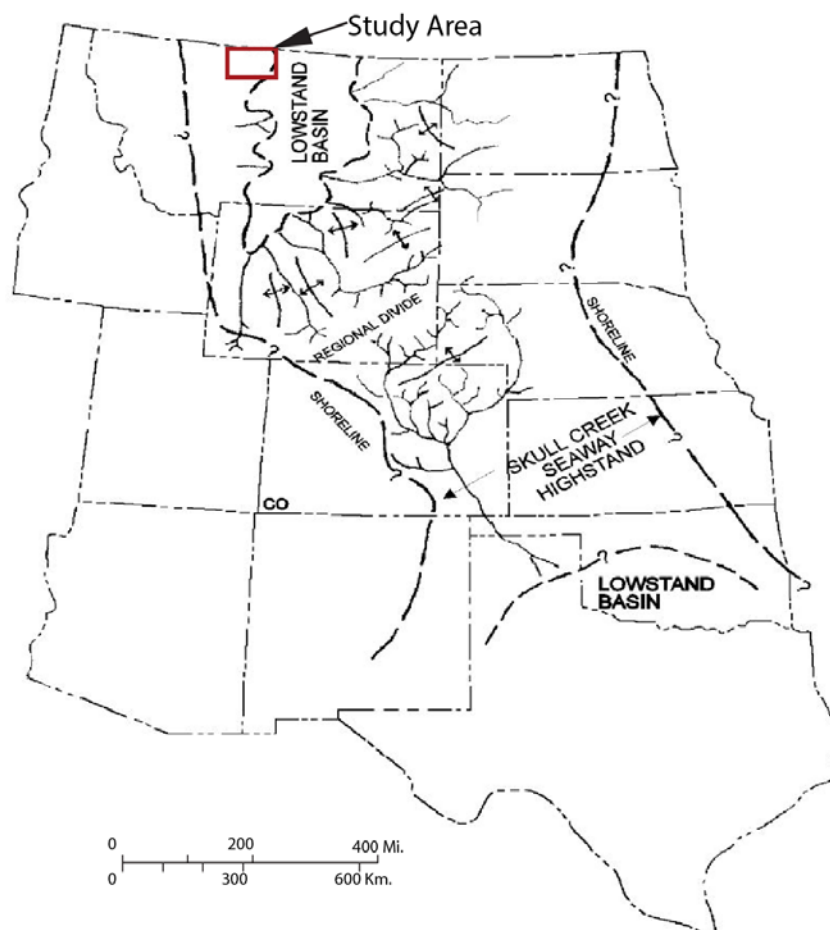 Study Area
LOWSTAND
BASIN
?
?
?
REGIONAL DIVIDE
SHORELINE
?
SHORELINE
?
SKULL CREEK
SEAWAY
HIGHSTAND
?
?
CO
?
LOWSTAND
BASIN
?
0 200 400 Mi.
0 300 600 Km.